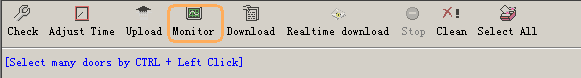 Check Adjust Time Upload Monitor Download Realtime download Stop Clean Select All
[Select many doors by CTRL + Left Click]